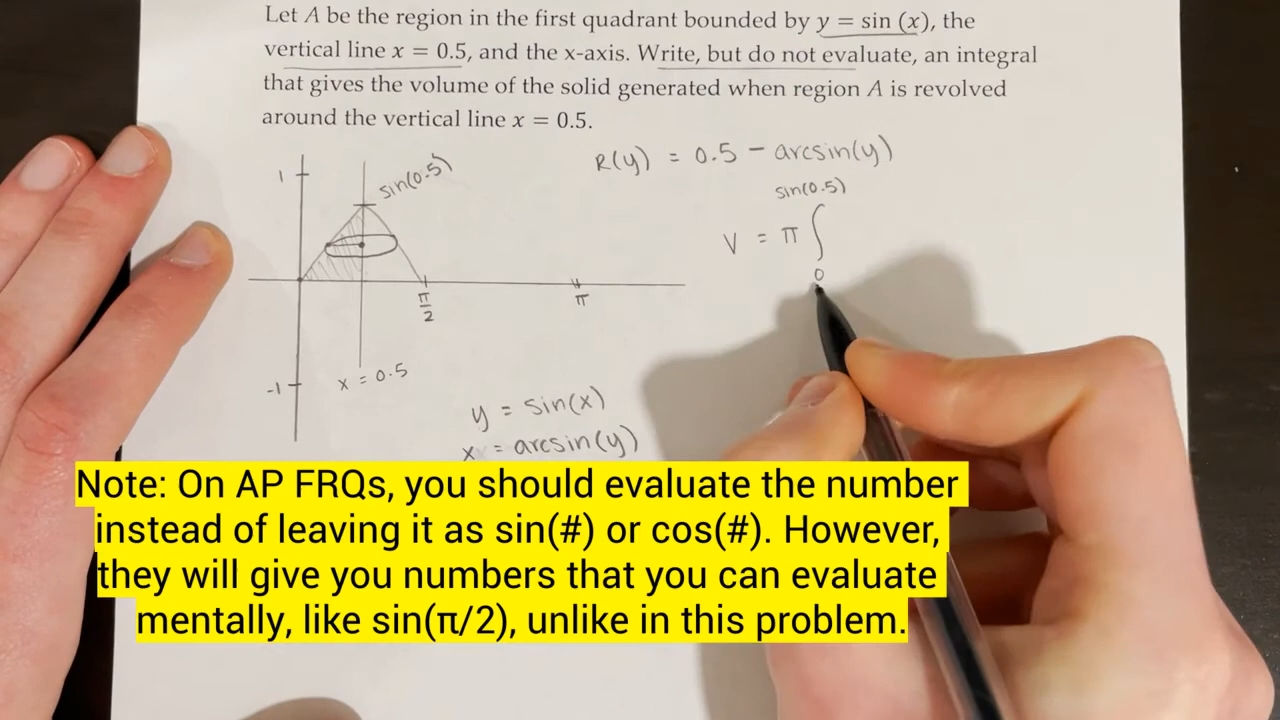 Let A be the region in the first quadrant bounded by y = sin (x), the
vertical line x = 0.5, and the x-axis. Write, but do not evaluate, an integral
that gives the volume of the solid generated when region A is revolved
around the vertical line x = 0.5.
R(y) = 0.5 − arcsin(y)
sin(0.5)
V = π ∫
0
1
sin(0.5)
π/2
π
-1
x = 0.5
y = sin(x)
x = arcsin(y)
Note: On AP FRQs, you should evaluate the number
instead of leaving it as sin(#) or cos(#). However,
they will give you numbers that you can evaluate
mentally, like sin(π/2), unlike in this problem.